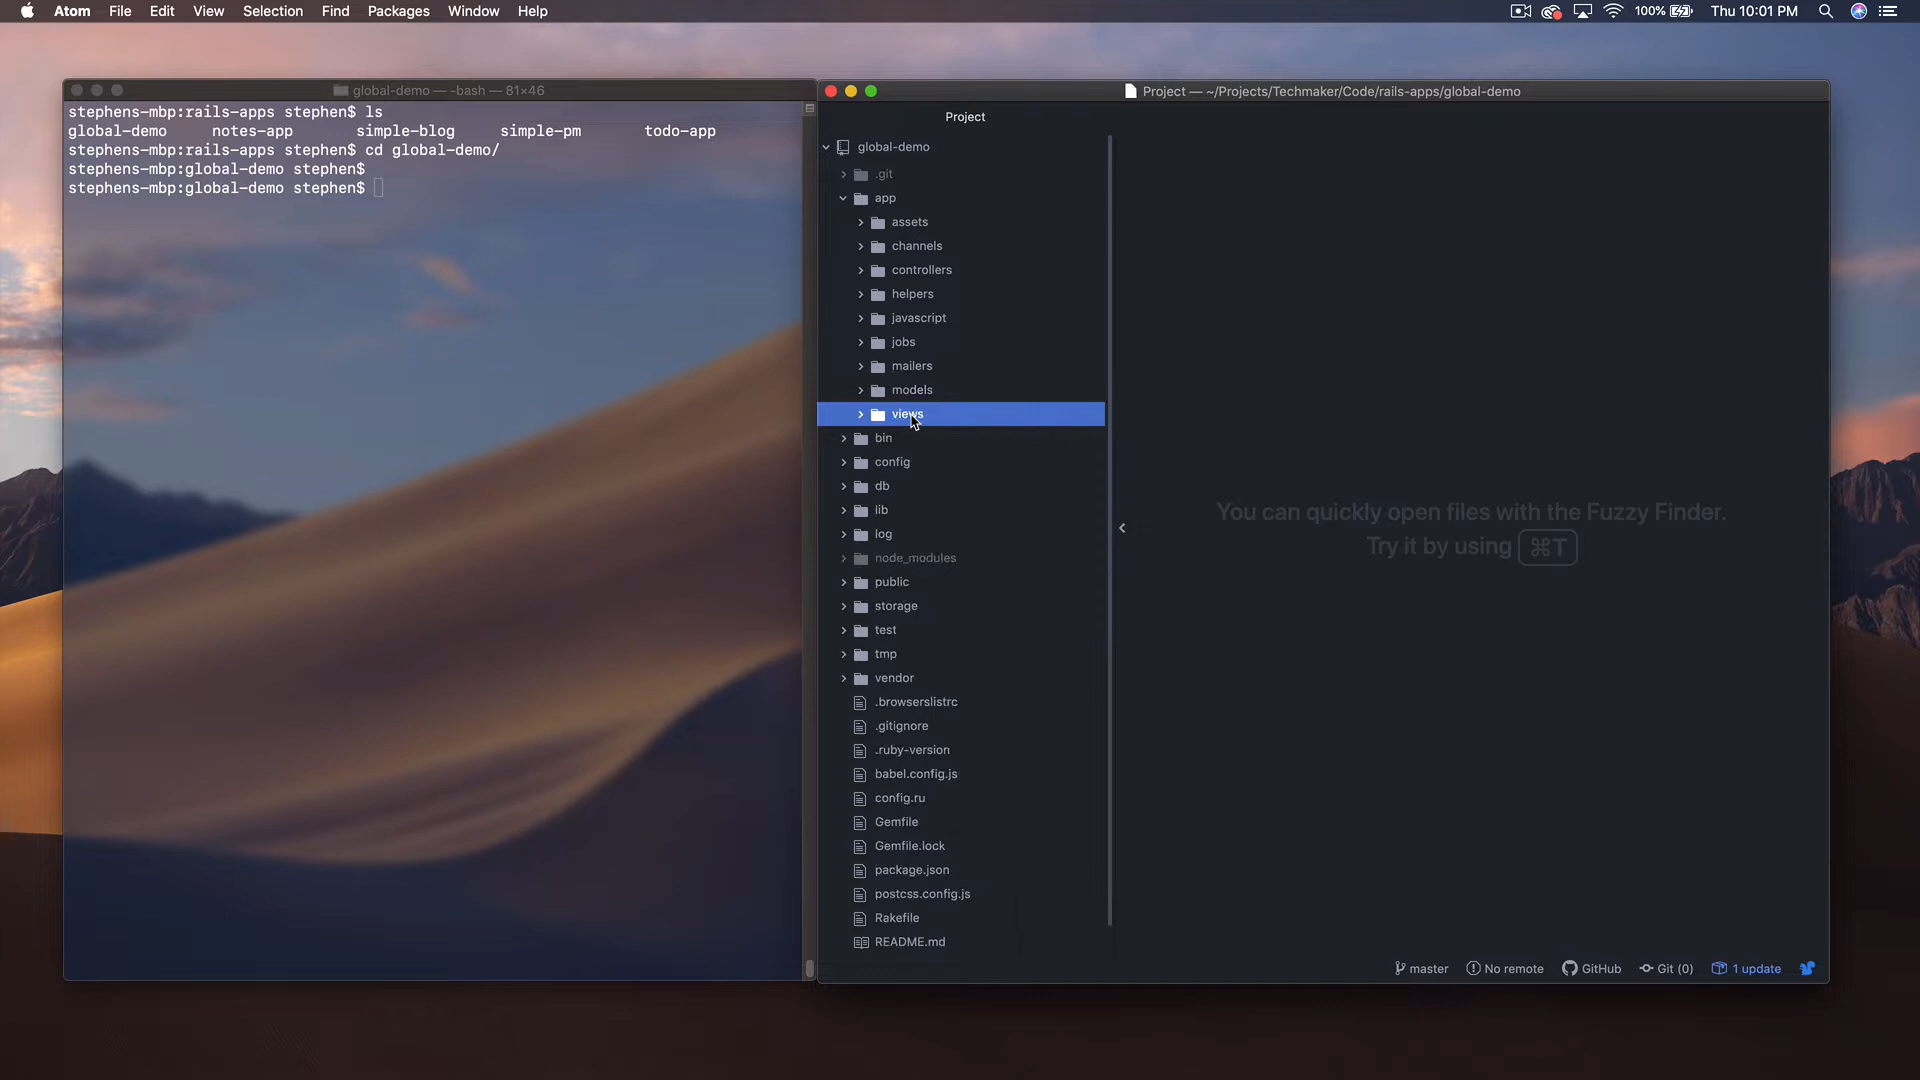 Atom File Edit View Selection Find Packages Window Help
100% Thu 10:01 PM
global-demo — -bash — 81×46
stephens-mbp:rails-apps stephen$ ls
global-demo notes-app simple-blog simple-pm todo-app
stephens-mbp:rails-apps stephen$ cd global-demo/
stephens-mbp:global-demo stephen$
stephens-mbp:global-demo stephen$
Project — ~/Projects/Techmaker/Code/rails-apps/global-demo
Project
global-demo
.git
app
assets
channels
controllers
helpers
javascript
jobs
mailers
models
views
bin
config
db
lib
log
node_modules
public
storage
test
tmp
vendor
.browserslistrc
.gitignore
.ruby-version
babel.config.js
config.ru
Gemfile
Gemfile.lock
package.json
postcss.config.js
Rakefile
README.md
You can quickly open files with the Fuzzy Finder.
Try it by using ⌘T
master No remote GitHub Git (0) 1 update